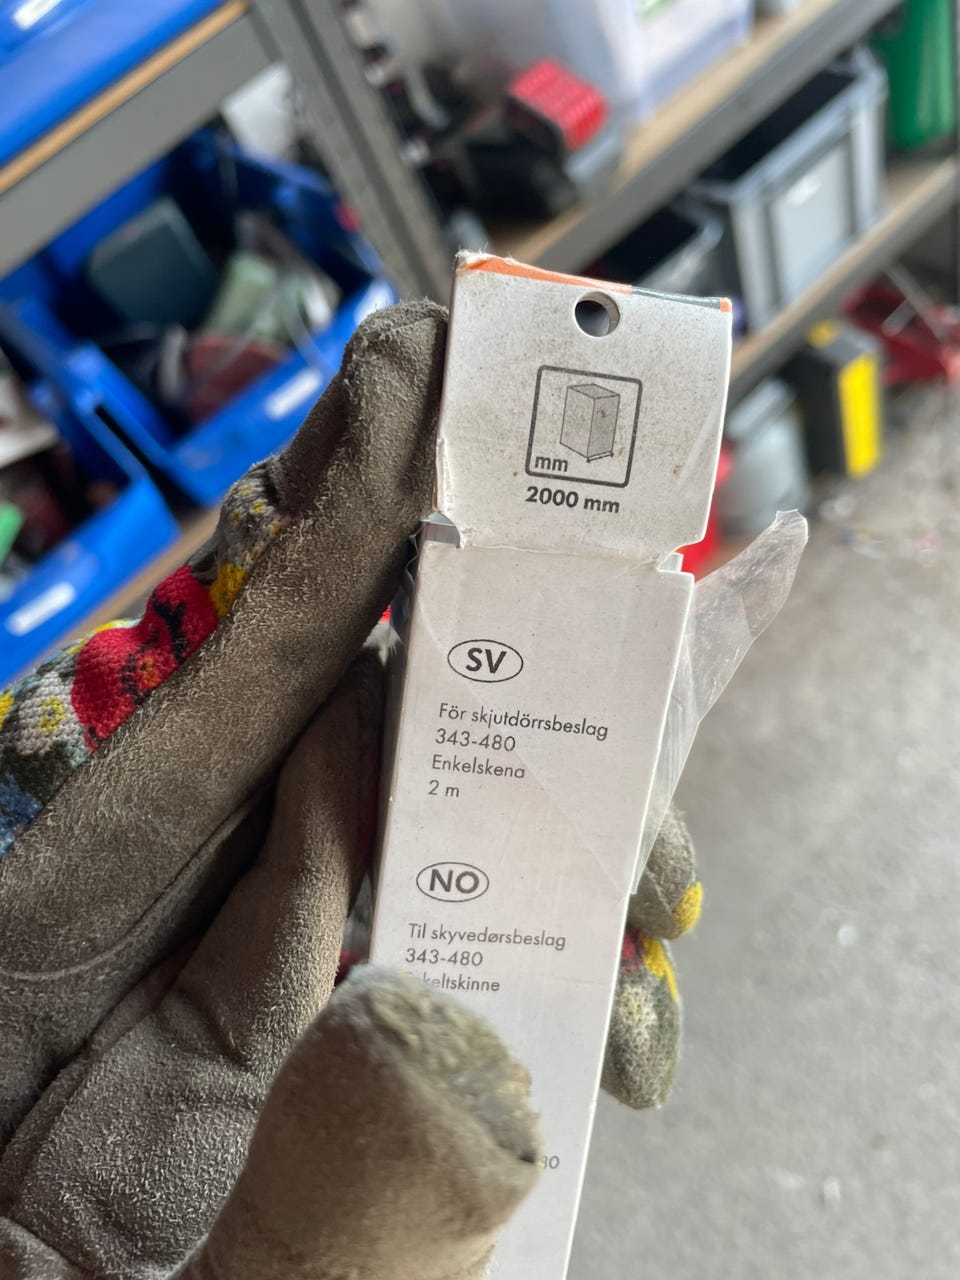 mm
2000 mm
SV
För skjutdörrsbeslag
343-480
Enkelskena
2 m
NO
Til skyvedørsbeslag
343-480